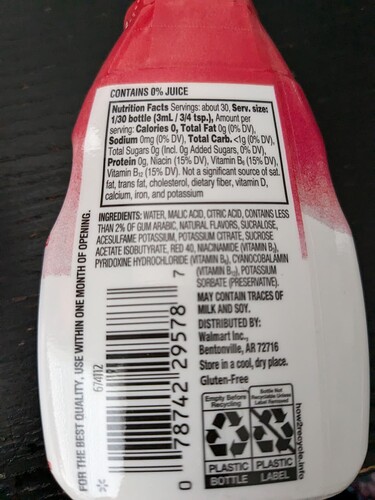 CONTAINS 0% JUICE
Nutrition Facts Servings: about 30, Serv. size:
1/30 bottle (3mL / 3/4 tsp.), Amount per
serving: Calories 0, Total Fat 0g (0% DV),
Sodium 0mg (0% DV), Total Carb. <1g (0% DV),
Total Sugars 0g (Incl. 0g Added Sugars, 0% DV),
Protein 0g, Niacin (15% DV), Vitamin B₆ (15% DV),
Vitamin B₁₂ (15% DV). Not a significant source of sat.
fat, trans fat, cholesterol, dietary fiber, vitamin D,
calcium, iron, and potassium
INGREDIENTS: WATER, MALIC ACID, CITRIC ACID, CONTAINS LESS
THAN 2% OF GUM ARABIC, NATURAL FLAVORS, SUCRALOSE,
ACESULFAME POTASSIUM, POTASSIUM CITRATE, SUCROSE
ACETATE ISOBUTYRATE, RED 40, NIACINAMIDE (VITAMIN B₃),
PYRIDOXINE HYDROCHLORIDE (VITAMIN B₆), CYANOCOBALAMIN
(VITAMIN B₁₂), POTASSIUM
SORBATE (PRESERVATIVE).
MAY CONTAIN TRACES OF
MILK AND SOY.
DISTRIBUTED BY:
Walmart Inc.,
Bentonville, AR 72716
Store in a cool, dry place.
Gluten-Free
FOR THE BEST QUALITY, USE WITHIN ONE MONTH OF OPENING.
674112
0 78742 29578 7
Empty Before
Recycling
PLASTIC
BOTTLE
Bottle Not
Recyclable Unless
Label Removed
PLASTIC
LABEL
how2recycle.info